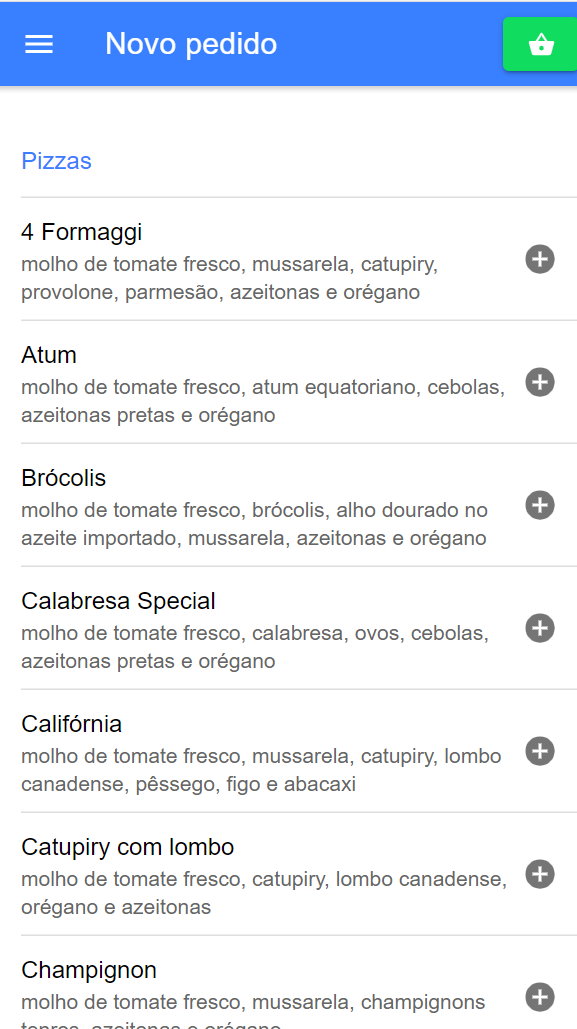 Novo pedido
Pizzas
4 Formaggi
molho de tomate fresco, mussarela, catupiry,
provolone, parmesão, azeitonas e orégano
Atum
molho de tomate fresco, atum equatoriano, cebolas,
azeitonas pretas e orégano
Brócolis
molho de tomate fresco, brócolis, alho dourado no
azeite importado, mussarela, azeitonas e orégano
Calabresa Special
molho de tomate fresco, calabresa, ovos, cebolas,
azeitonas pretas e orégano
Califórnia
molho de tomate fresco, mussarela, catupiry, lombo
canadense, pêssego, figo e abacaxi
Catupiry com lombo
molho de tomate fresco, catupiry, lombo canadense,
orégano e azeitonas
Champignon
molho de tomate fresco, mussarela, champignons
tenros, azeitonas e orégano